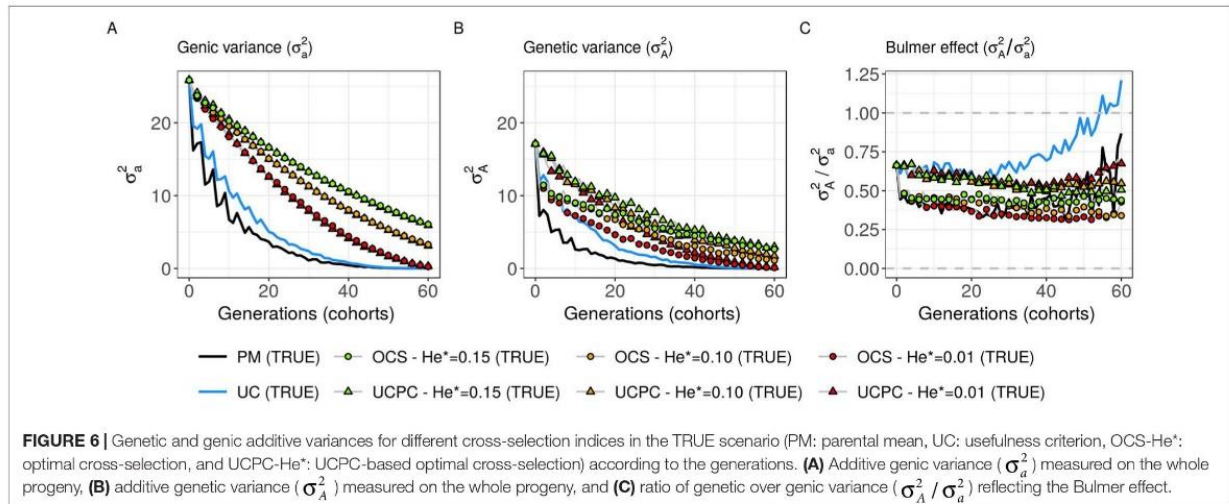 A
Genic variance (σ²a)
σ²a
20
10
0
0 20 40 60
Generations (cohorts)
B
Genetic variance (σ²A)
σ²A
20
10
0
0 20 40 60
Generations (cohorts)
C
Bulmer effect (σ²A/σ²a)
σ²A / σ²a
1.25
1.00
0.75
0.50
0.25
0.00
0 20 40 60
Generations (cohorts)
PM (TRUE) OCS - He*=0.15 (TRUE) OCS - He*=0.10 (TRUE) OCS - He*=0.01 (TRUE)
UC (TRUE) UCPC - He*=0.15 (TRUE) UCPC - He*=0.10 (TRUE) UCPC - He*=0.01 (TRUE)
FIGURE 6 | Genetic and genic additive variances for different cross-selection indices in the TRUE scenario (PM: parental mean, UC: usefulness criterion, OCS-He*:
optimal cross-selection, and UCPC-He*: UCPC-based optimal cross-selection) according to the generations. (A) Additive genic variance (σ²a) measured on the whole
progeny, (B) additive genetic variance (σ²A) measured on the whole progeny, and (C) ratio of genetic over genic variance (σ²A / σ²a) reflecting the Bulmer effect.